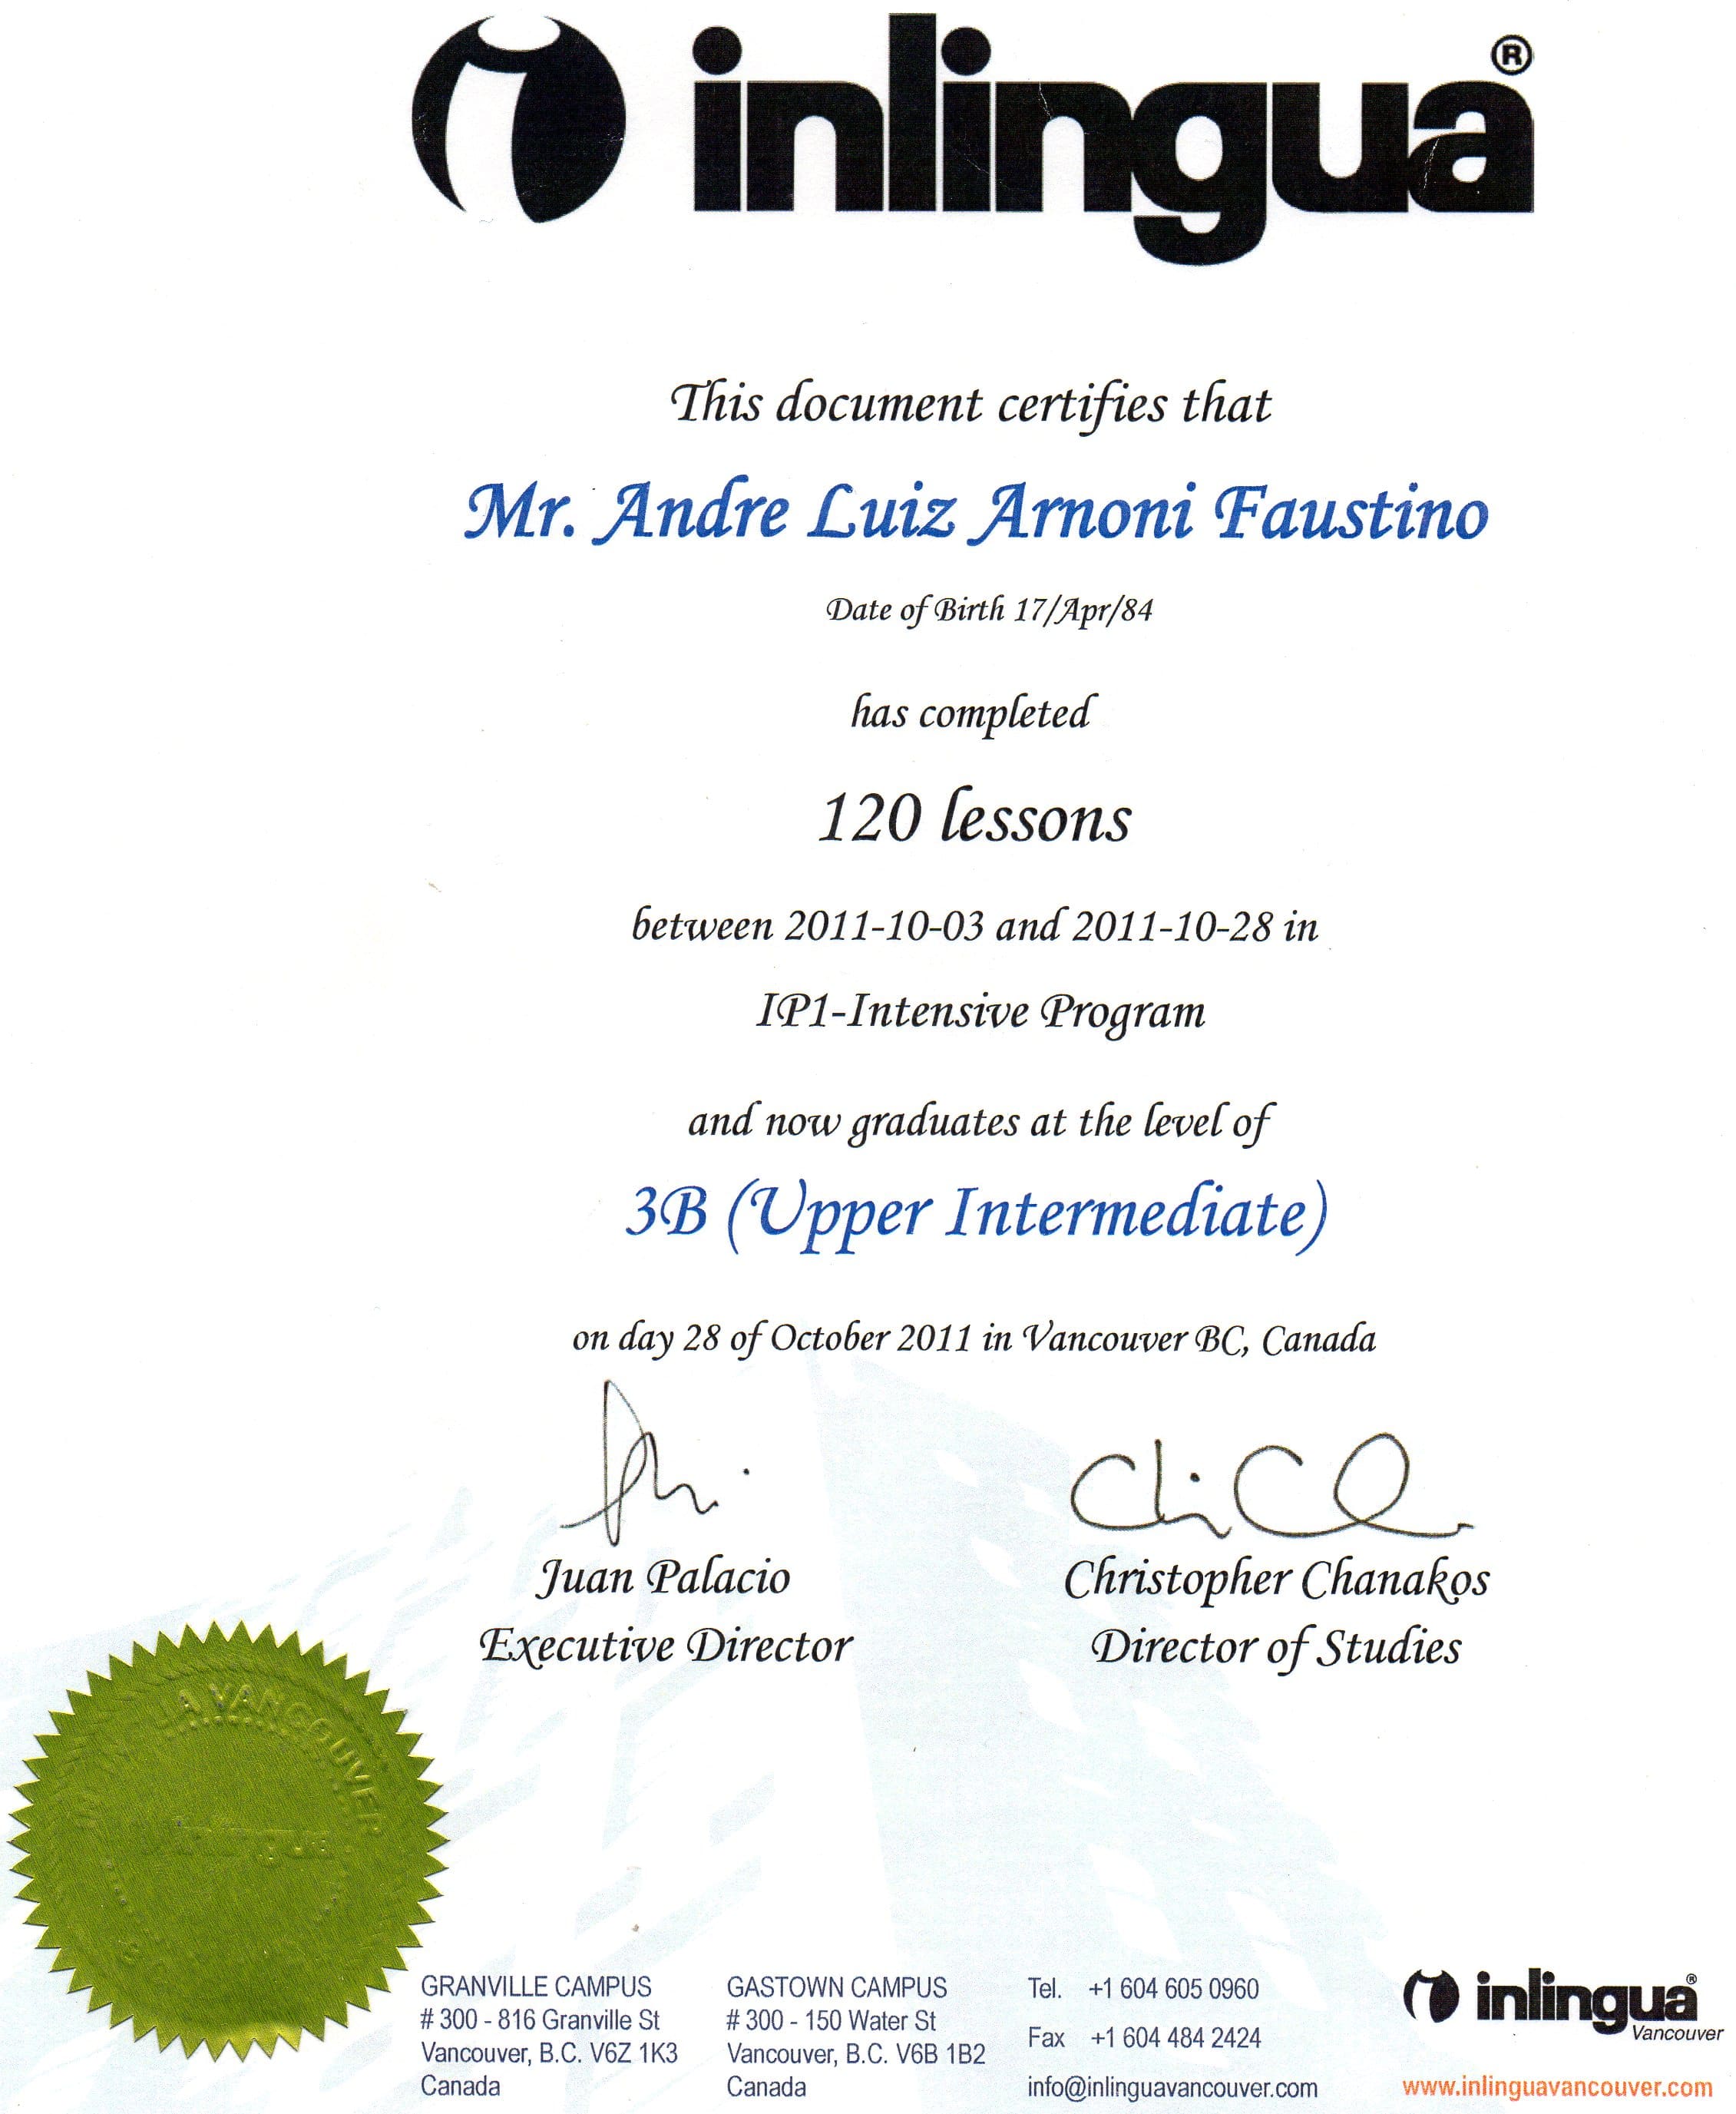 inlingua®
This document certifies that
Mr. Andre Luiz Arnoni Faustino
Date of Birth 17/Apr/84
has completed
120 lessons
between 2011-10-03 and 2011-10-28 in
IP1-Intensive Program
and now graduates at the level of
3B (Upper Intermediate)
on day 28 of October 2011 in Vancouver BC, Canada
Juan Palacio
Executive Director
Christopher Chanakos
Director of Studies
VANCOUVER
inlingua
GRANVILLE CAMPUS
# 300 - 816 Granville St
Vancouver, B.C. V6Z 1K3
Canada
GASTOWN CAMPUS
# 300 - 150 Water St
Vancouver, B.C. V6B 1B2
Canada
Tel. +1 604 605 0960
Fax +1 604 484 2424
info@inlinguavancouver.com
inlingua®
Vancouver
www.inlinguavancouver.com